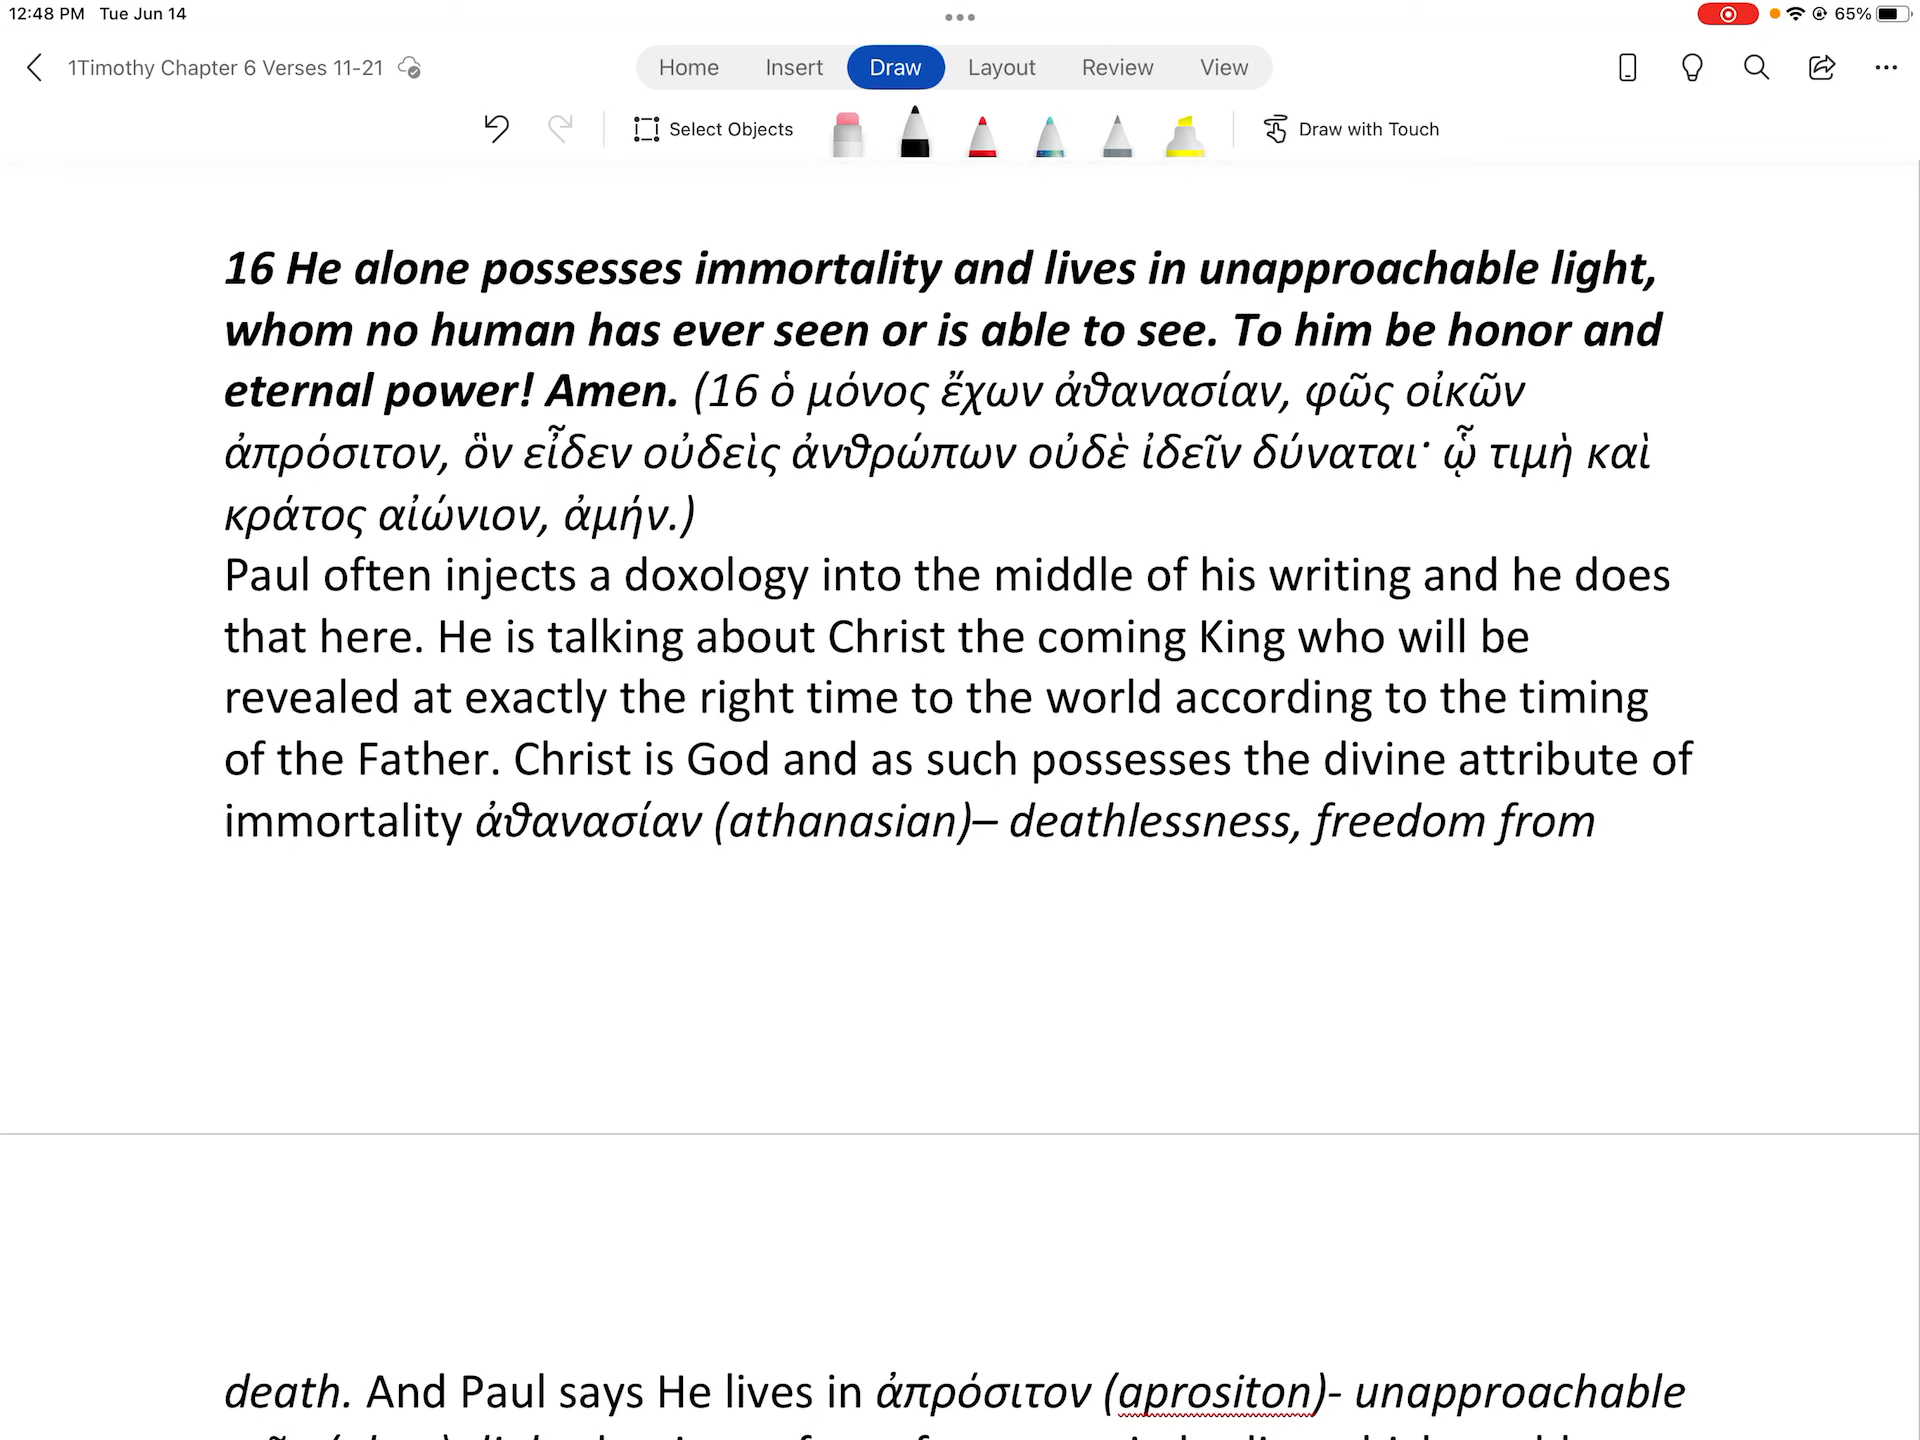 12:48 PM Tue Jun 14
65%
1Timothy Chapter 6 Verses 11-21
Home Insert Draw Layout Review View
Select Objects
Draw with Touch
16 He alone possesses immortality and lives in unapproachable light,
whom no human has ever seen or is able to see. To him be honor and
eternal power! Amen. (16 ὁ μόνος ἔχων ἀθανασίαν, φῶς οἰκῶν
ἀπρόσιτον, ὃν εἶδεν οὐδεὶς ἀνθρώπων οὐδὲ ἰδεῖν δύναται· ᾧ τιμὴ καὶ
κράτος αἰώνιον, ἀμήν.)
Paul often injects a doxology into the middle of his writing and he does
that here. He is talking about Christ the coming King who will be
revealed at exactly the right time to the world according to the timing
of the Father. Christ is God and as such possesses the divine attribute of
immortality ἀθανασίαν (athanasian)– deathlessness, freedom from
death. And Paul says He lives in ἀπρόσιτον (aprositon)- unapproachable